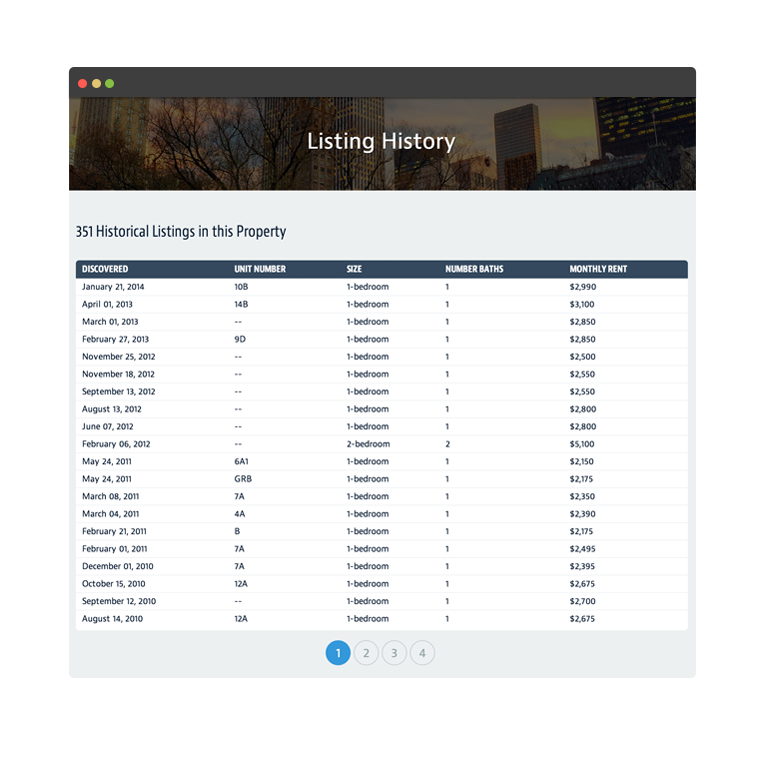 Listing History
351 Historical Listings in this Property
DISCOVERED UNIT NUMBER SIZE NUMBER BATHS MONTHLY RENT
January 21, 2014 10B 1-bedroom 1 $2,990
April 01, 2013 14B 1-bedroom 1 $3,100
March 01, 2013 -- 1-bedroom 1 $2,850
February 27, 2013 9D 1-bedroom 1 $2,850
November 25, 2012 -- 1-bedroom 1 $2,500
November 18, 2012 -- 1-bedroom 1 $2,550
September 13, 2012 -- 1-bedroom 1 $2,550
August 13, 2012 -- 1-bedroom 1 $2,800
June 07, 2012 -- 1-bedroom 1 $2,800
February 06, 2012 -- 2-bedroom 2 $5,100
May 24, 2011 6A1 1-bedroom 1 $2,150
May 24, 2011 GRB 1-bedroom 1 $2,175
March 08, 2011 7A 1-bedroom 1 $2,350
March 04, 2011 4A 1-bedroom 1 $2,390
February 21, 2011 B 1-bedroom 1 $2,175
February 01, 2011 7A 1-bedroom 1 $2,495
December 01, 2010 7A 1-bedroom 1 $2,395
October 15, 2010 12A 1-bedroom 1 $2,675
September 12, 2010 -- 1-bedroom 1 $2,700
August 14, 2010 12A 1-bedroom 1 $2,675
1 2 3 4